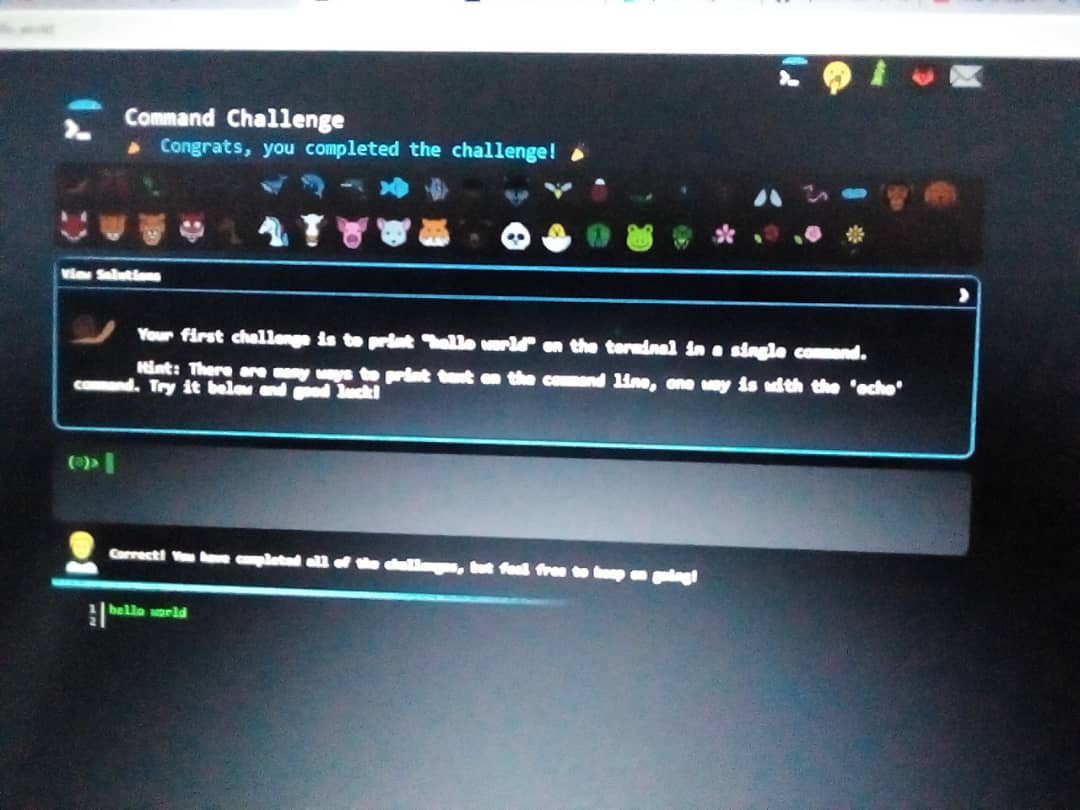 Command Challenge
Congrats, you completed the challenge!
View Solutions
Your first challenge is to print "hello world" on the terminal in a single command.
Hint: There are many ways to print text on the command line, one way is with the 'echo'
command. Try it below and good luck!
Correct! You have completed all of the challenges, but feel free to keep on going!
1 hello world
2